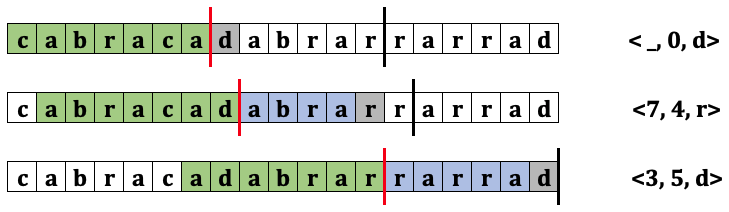 c a b r a c a d a b r a r r a r r a d < _, 0, d>
c a b r a c a d a b r a r r a r r a d <7, 4, r>
c a b r a c a d a b r a r r a r r a d <3, 5, d>